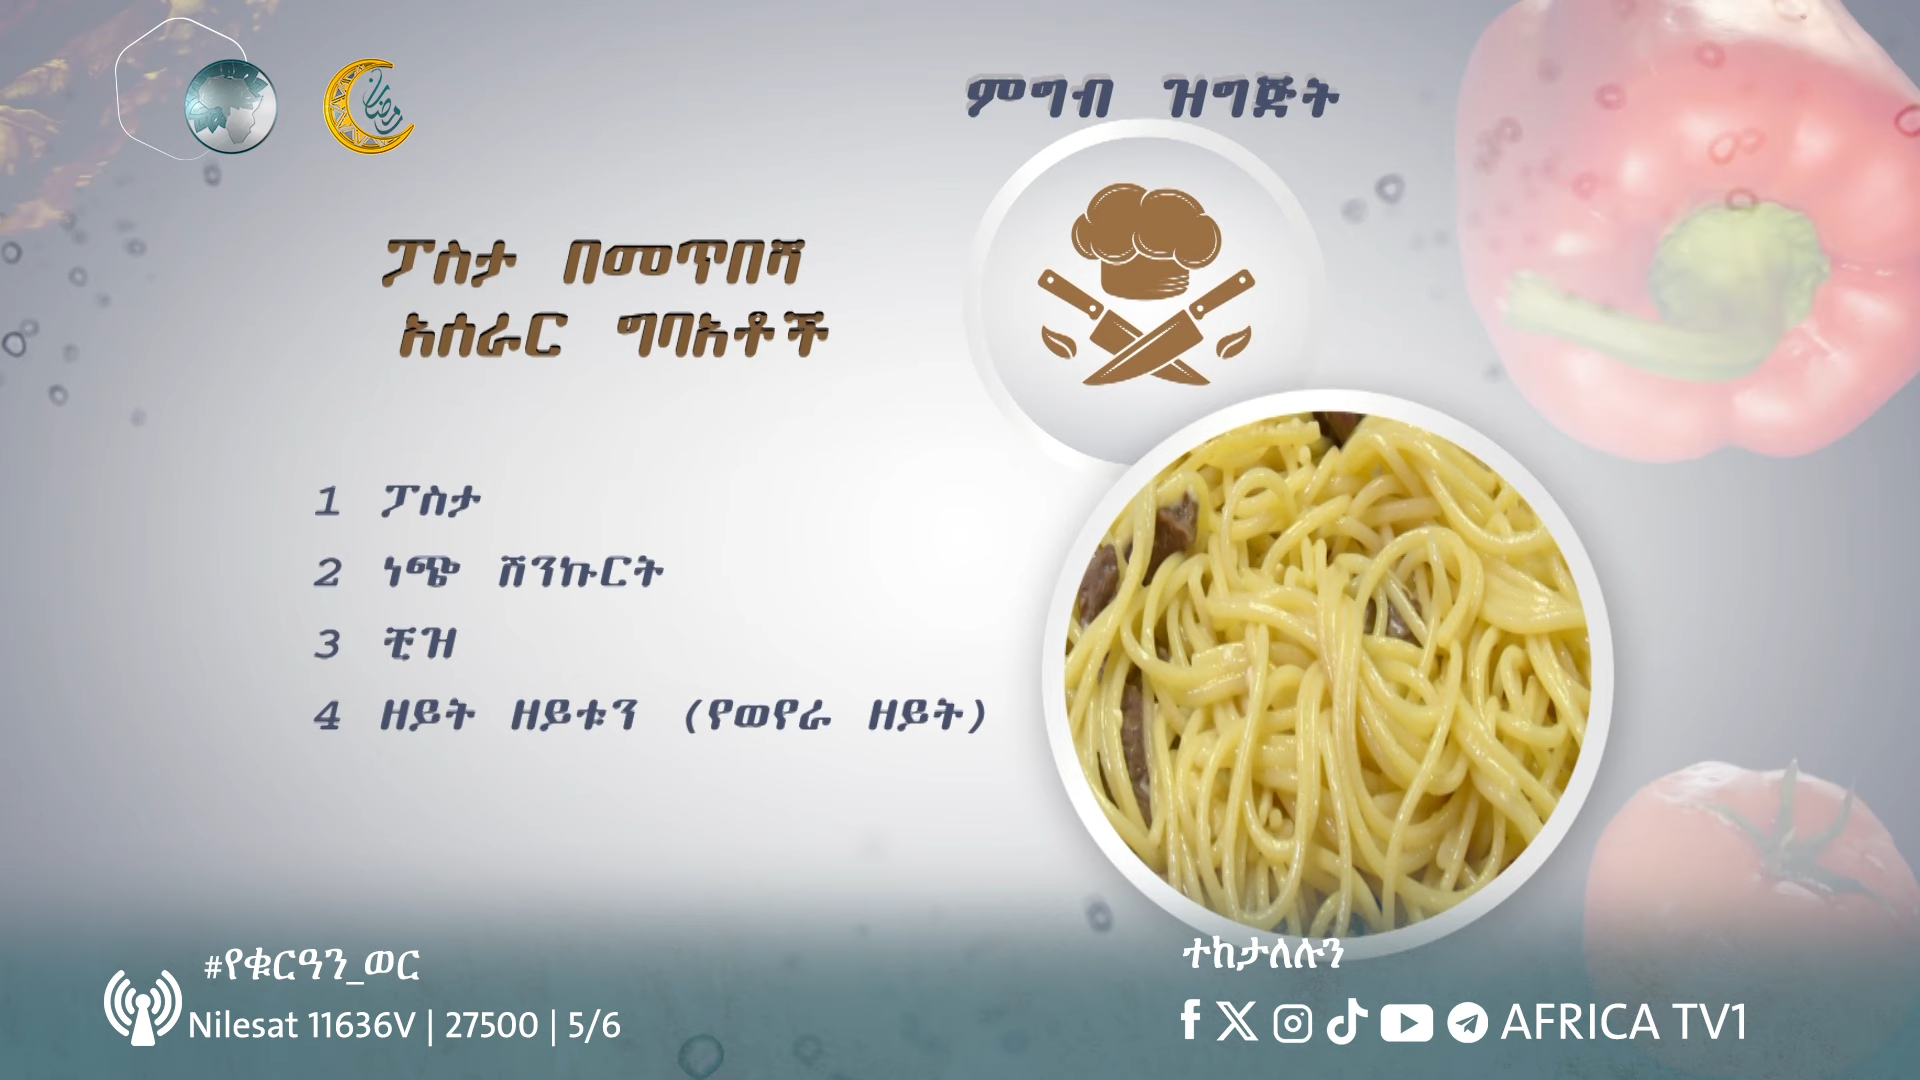 رمضان
ምግብ ዝግጅት
ፓስታ በመጥበሻ
አሰራር ግባአቶች
1 ፓስታ
2 ነጭ ሽንኩርት
3 ቺዝ
4 ዘይት ዘይቱን (የወየራ ዘይት)
#የቁርዓን_ወር
Nilesat 11636V | 27500 | 5/6
ተከታለሉን
AFRICA TV1